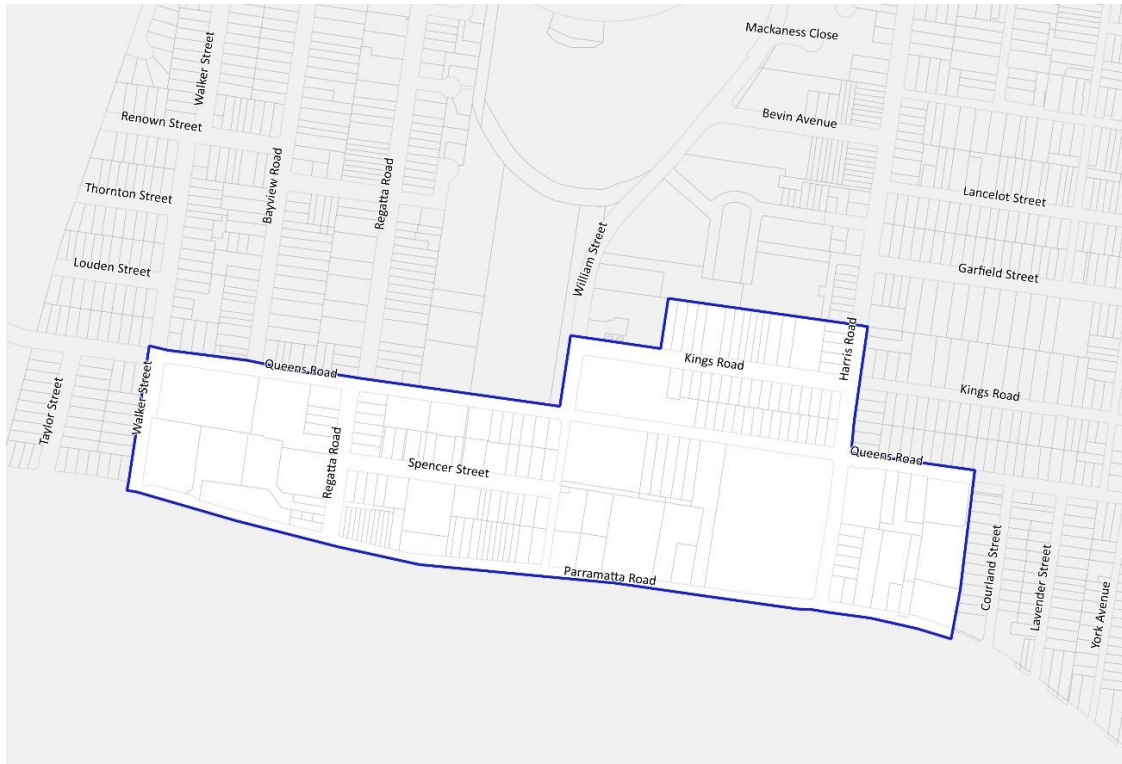 Mackaness Close
Walker Street
Renown Street
Bevin Avenue
Bayview Road
Regatta Road
Thornton Street
Lancelot Street
Louden Street
William Street
Garfield Street
Harris Road
Kings Road
Kings Road
Queens Road
Walker Street
Taylor Street
Queens Road
Regatta Road
Spencer Street
Courland Street
Lavender Street
York Avenue
Parramatta Road